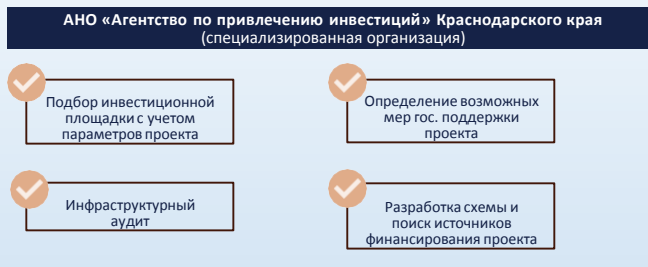 АНО «Агентство по привлечению инвестиций» Краснодарского края
(специализированная организация)
Подбор инвестиционной
площадки с учетом
параметров проекта
Определение возможных
мер гос. поддержки
проекта
Инфраструктурный
аудит
Разработка схемы и
поиск источников
финансирования проекта